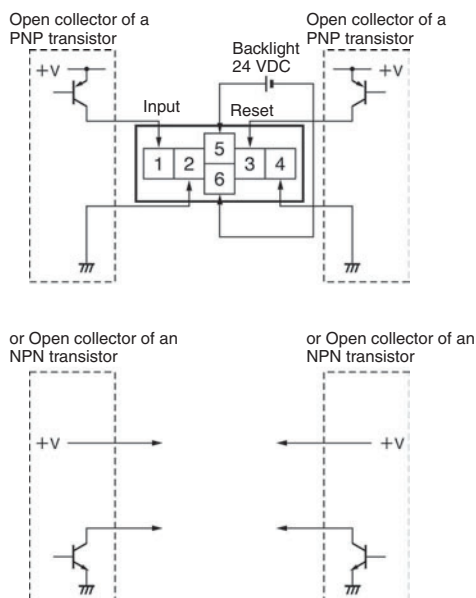 Open collector of a
PNP transistor
Open collector of a
PNP transistor
Backlight
24 VDC
+V
+V
Input
Reset
1 2 5 3 4
6
or Open collector of an
NPN transistor
or Open collector of an
NPN transistor
+V
+V